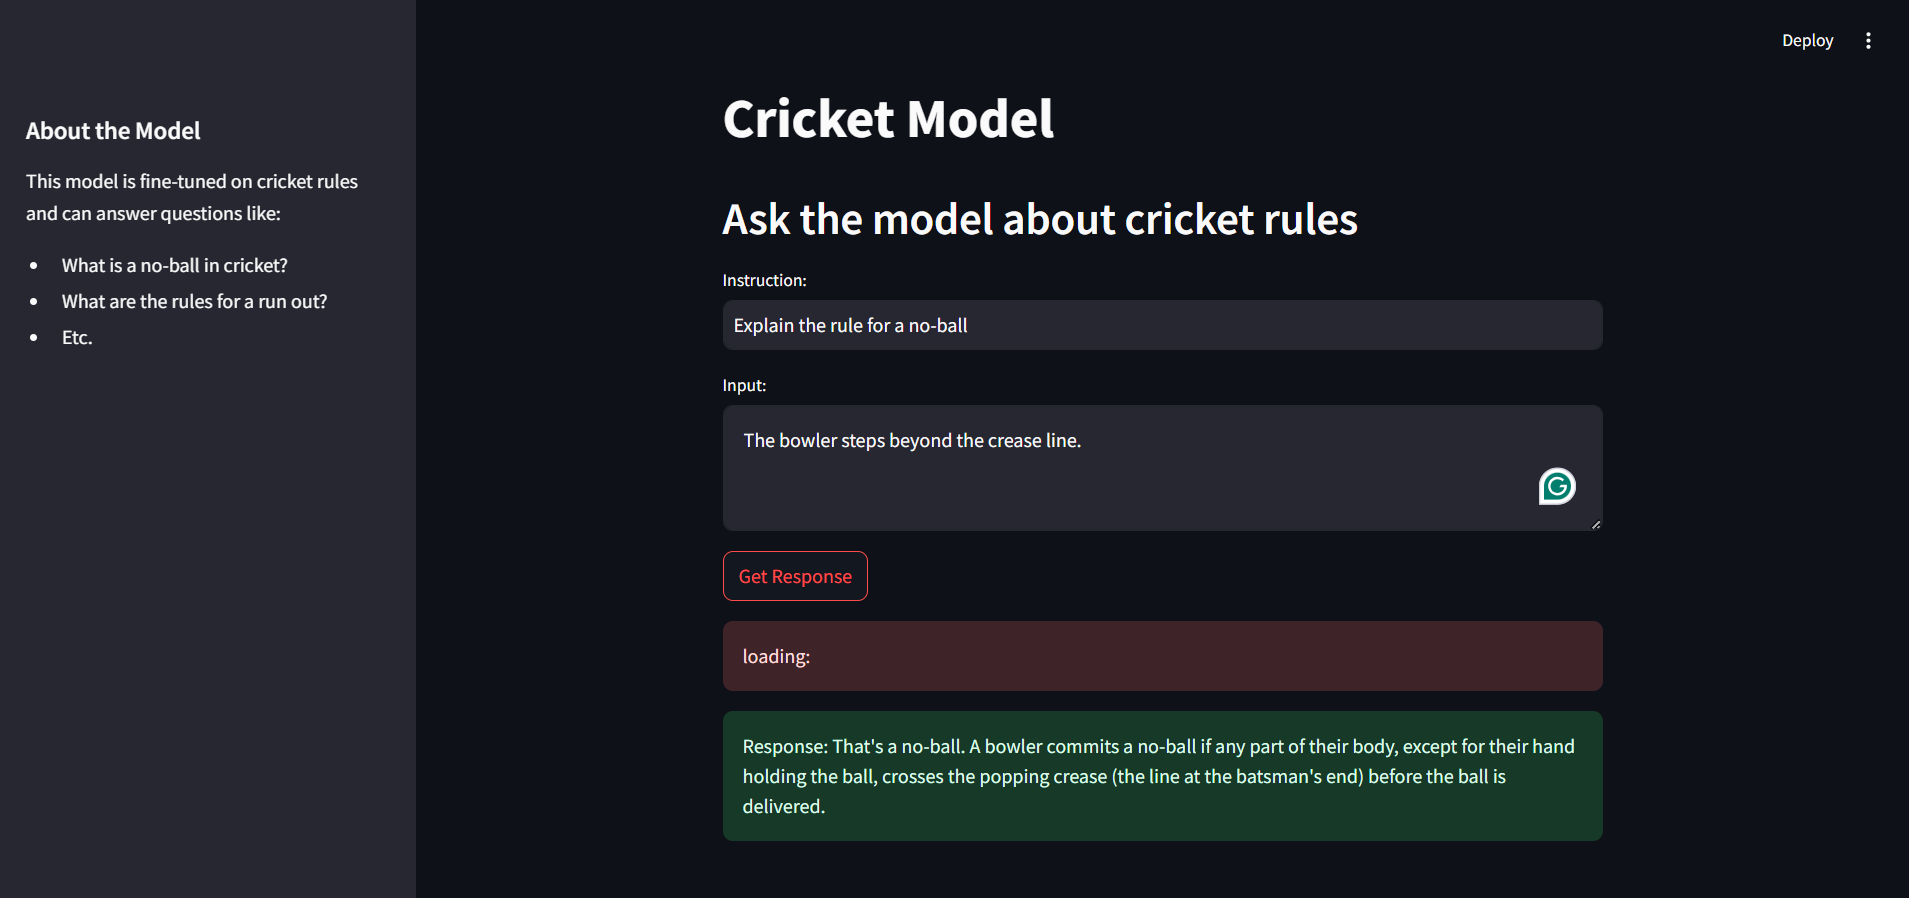 Deploy
About the Model
This model is fine-tuned on cricket rules
and can answer questions like:
What is a no-ball in cricket?
What are the rules for a run out?
Etc.
Cricket Model
Ask the model about cricket rules
Instruction:
Explain the rule for a no-ball
Input:
The bowler steps beyond the crease line.
Get Response
loading:
Response: That's a no-ball. A bowler commits a no-ball if any part of their body, except for their hand
holding the ball, crosses the popping crease (the line at the batsman's end) before the ball is
delivered.